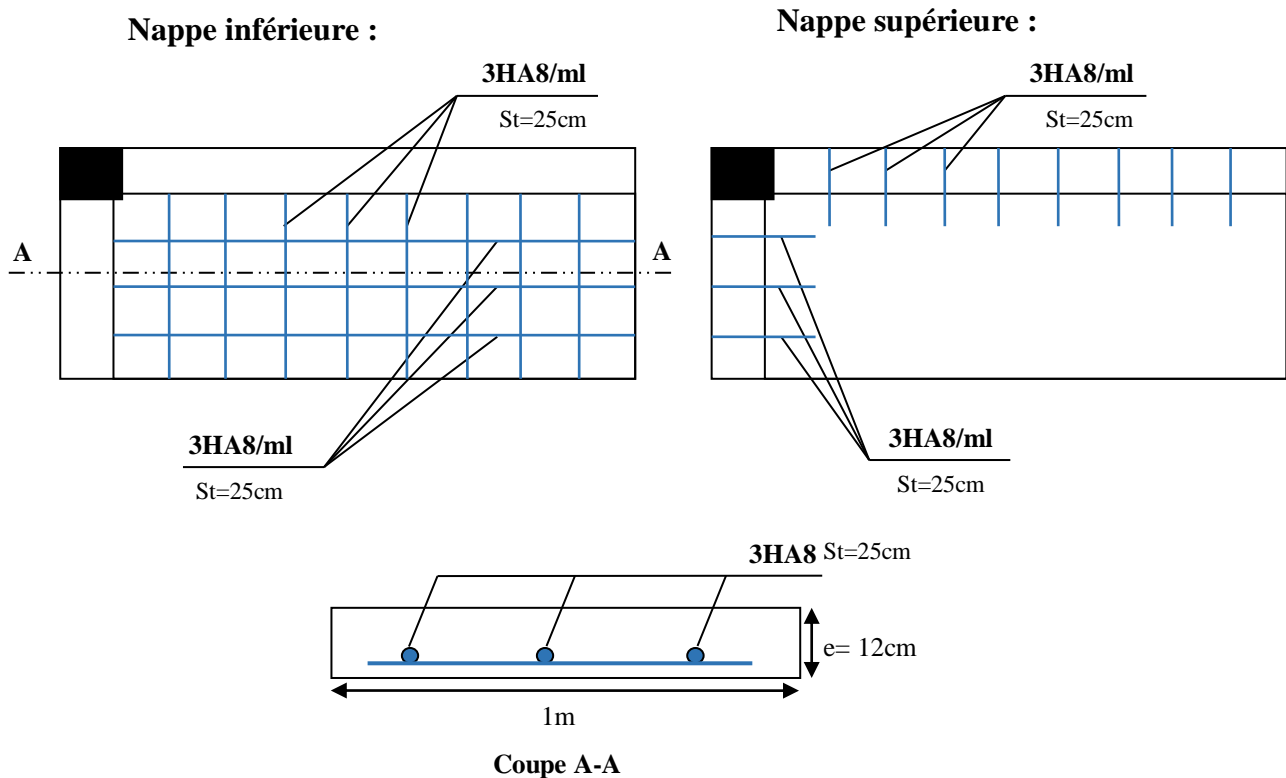 Nappe inférieure :
Nappe supérieure :
3HA8/ml
St=25cm
3HA8/ml
St=25cm
A
A
3HA8/ml
St=25cm
3HA8/ml
St=25cm
3HA8 St=25cm
e= 12cm
1m
Coupe A-A